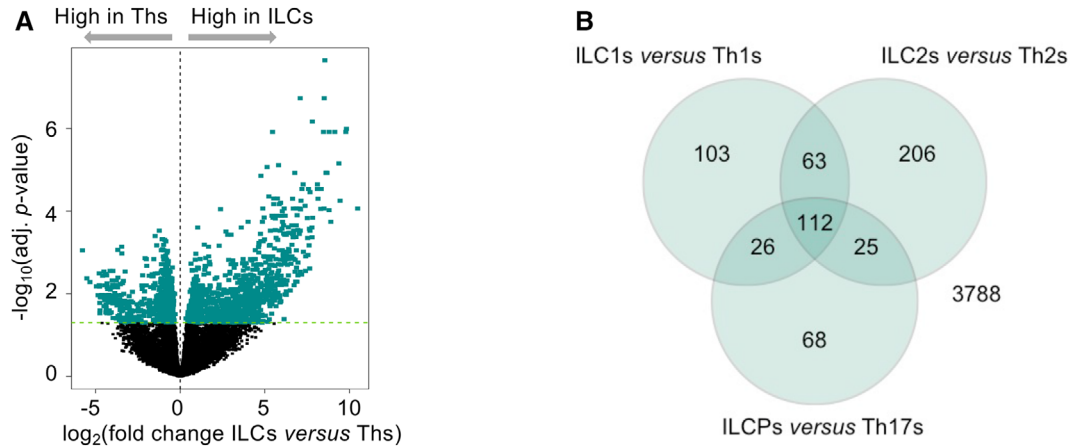 A
High in Ths High in ILCs
-log10(adj. p-value)
6
4
2
0
-5 0 5 10
log2(fold change ILCs versus Ths)
B
ILC1s versus Th1s ILC2s versus Th2s
103 63 206
112
26 25
3788
68
ILCPs versus Th17s